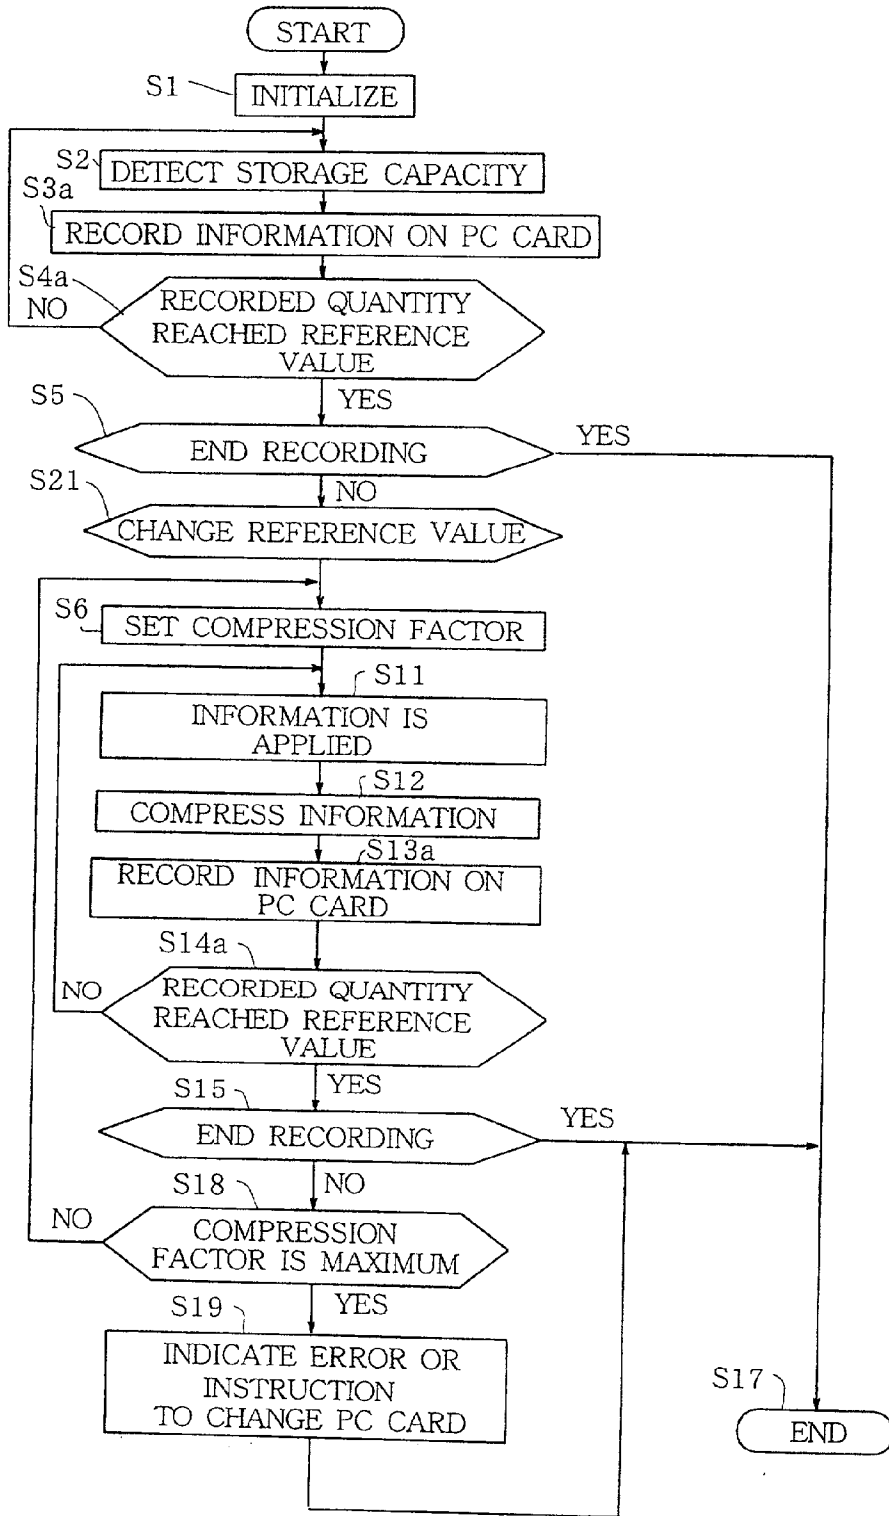 START
S1
INITIALIZE
S2
DETECT STORAGE CAPACITY
S3a
RECORD INFORMATION ON PC CARD
S4a
NO
RECORDED QUANTITY
REACHED REFERENCE
VALUE
YES
S5
END RECORDING
YES
NO
S21
CHANGE REFERENCE VALUE
S6
SET COMPRESSION FACTOR
S11
INFORMATION IS
APPLIED
S12
COMPRESS INFORMATION
S13a
RECORD INFORMATION ON
PC CARD
S14a
NO
RECORDED QUANTITY
REACHED REFERENCE
VALUE
YES
S15
END RECORDING
YES
NO
S18
NO
COMPRESSION
FACTOR IS MAXIMUM
YES
S19
INDICATE ERROR OR
INSTRUCTION
TO CHANGE PC CARD
S17
END